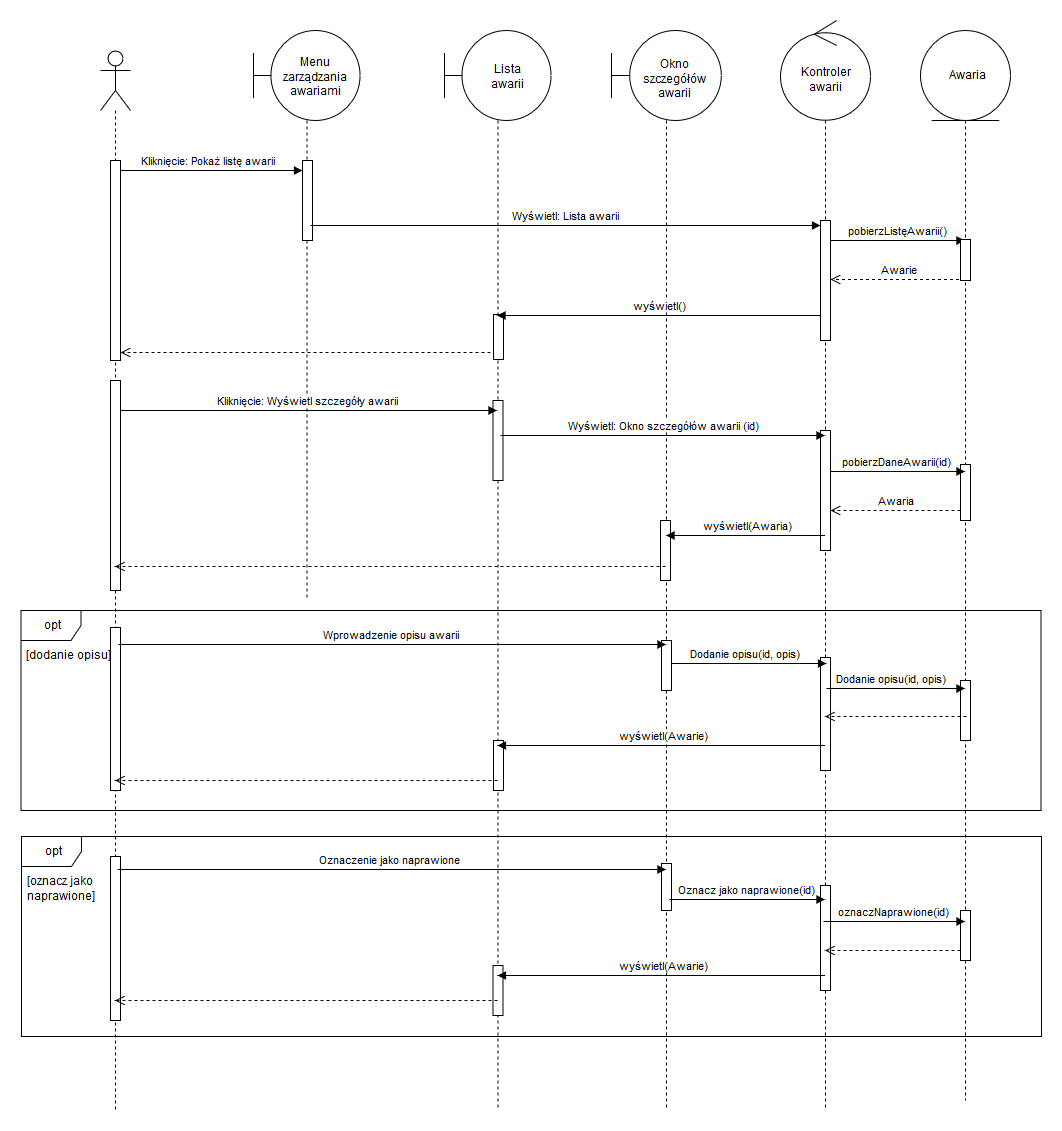 Menu
zarządzania
awariami
Lista
awarii
Okno
szczegółów
awarii
Kontroler
awarii
Awaria
Kliknięcie: Pokaż listę awarii
Wyświetl: Lista awarii
pobierzListęAwarii()
Awarie
wyświetl()
Kliknięcie: Wyświetl szczegóły awarii
Wyświetl: Okno szczegółów awarii (id)
pobierzDaneAwarii(id)
Awaria
wyświetl(Awaria)
opt
[dodanie opisu]
Wprowadzenie opisu awarii
Dodanie opisu(id, opis)
Dodanie opisu(id, opis)
wyświetl(Awarie)
opt
[oznacz jako
naprawione]
Oznaczenie jako naprawione
Oznacz jako naprawione(id)
oznaczNaprawione(id)
wyświetl(Awarie)